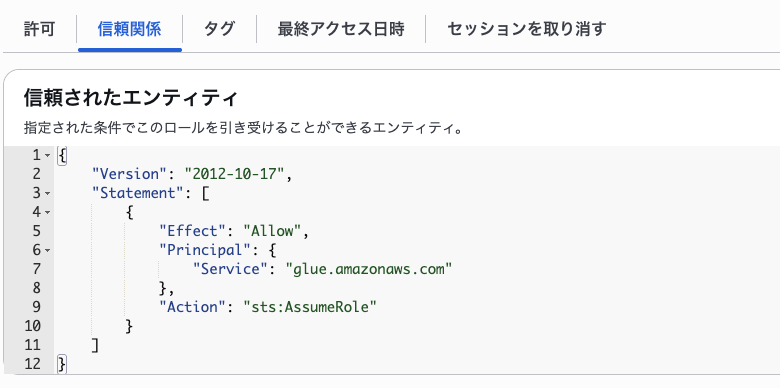 許可 信頼関係 タグ 最終アクセス日時 セッションを取り消す
信頼されたエンティティ
指定された条件でこのロールを引き受けることができるエンティティ。
1 {
2     "Version": "2012-10-17",
3     "Statement": [
4         {
5             "Effect": "Allow",
6             "Principal": {
7                 "Service": "glue.amazonaws.com"
8             },
9             "Action": "sts:AssumeRole"
10         }
11     ]
12 }